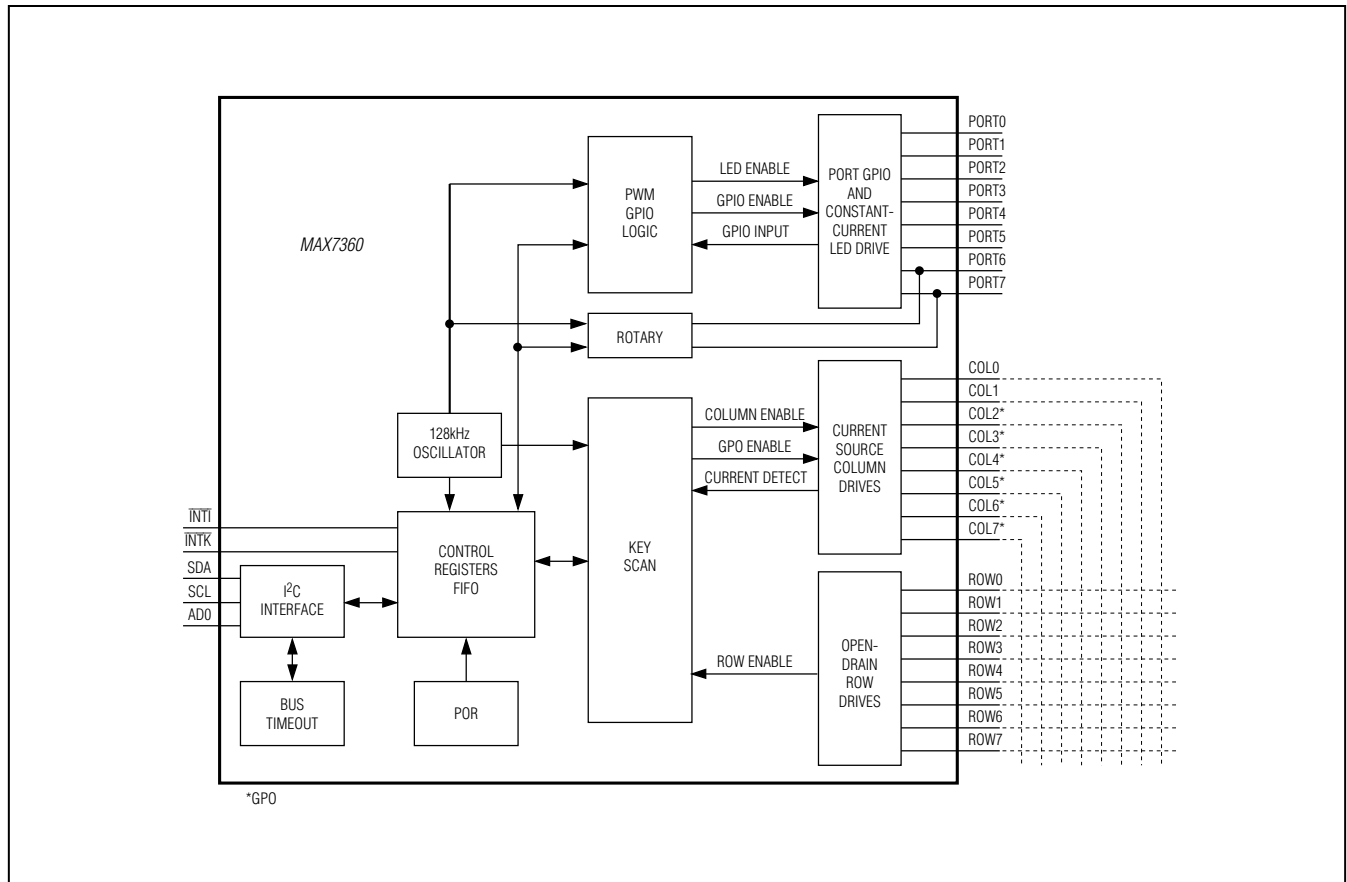 MAX7360
PWM
GPIO
LOGIC
LED ENABLE
GPIO ENABLE
GPIO INPUT
PORT GPIO
AND
CONSTANT-
CURRENT
LED DRIVE
PORT0
PORT1
PORT2
PORT3
PORT4
PORT5
PORT6
PORT7
ROTARY
128kHz
OSCILLATOR
COLUMN ENABLE
GPO ENABLE
CURRENT DETECT
CURRENT
SOURCE
COLUMN
DRIVES
COL0
COL1
COL2*
COL3*
COL4*
COL5*
COL6*
COL7*
INTI
INTK
SDA
SCL
AD0
I²C
INTERFACE
CONTROL
REGISTERS
FIFO
KEY
SCAN
BUS
TIMEOUT
POR
ROW ENABLE
OPEN-
DRAIN
ROW
DRIVES
ROW0
ROW1
ROW2
ROW3
ROW4
ROW5
ROW6
ROW7
*GPO